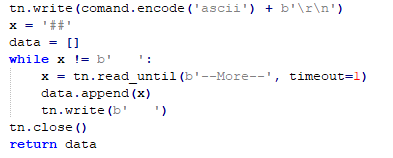 tn.write(comand.encode('ascii') + b'\r\n')
x = '##'
data = []
while x != b'   ':
    x = tn.read_until(b'--More--', timeout=1)
    data.append(x)
    tn.write(b'   ')
tn.close()
return data